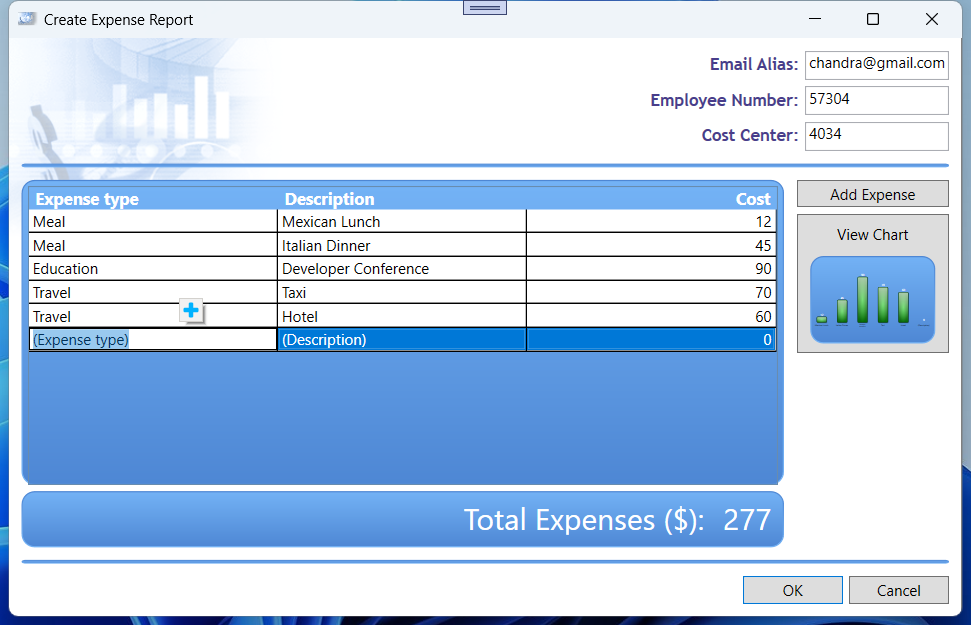 Create Expense Report
Email Alias: chandra@gmail.com
Employee Number: 57304
Cost Center: 4034
Expense type Description Cost
Meal Mexican Lunch 12
Meal Italian Dinner 45
Education Developer Conference 90
Travel Taxi 70
Travel Hotel 60
(Expense type) (Description) 0
Add Expense
View Chart
Total Expenses ($): 277
OK Cancel